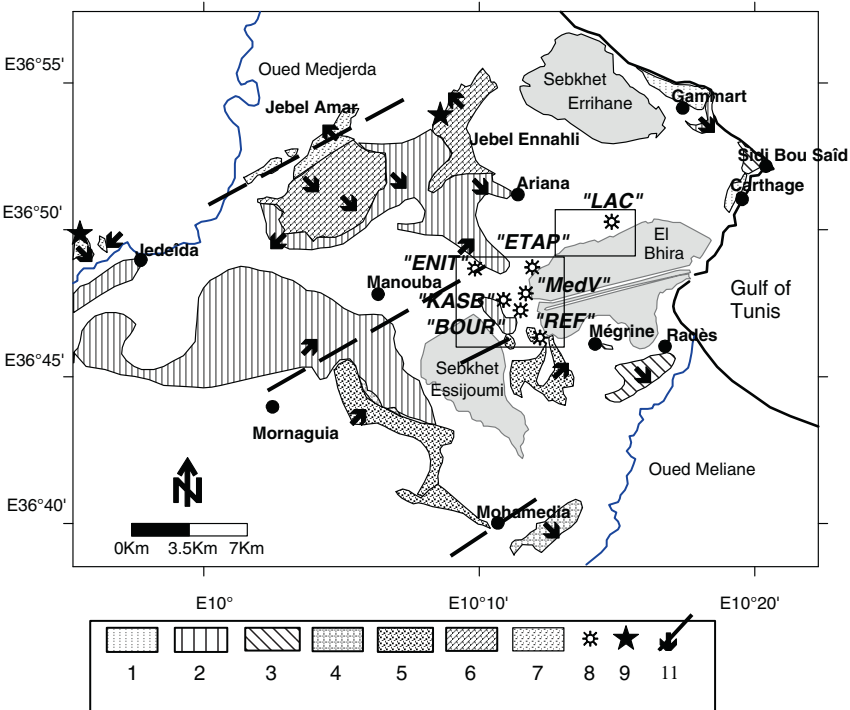 E36°55'
Oued Medjerda
Sebkhet
Errihane
Jebel Amar
Gammart
Jebel Ennahli
Sidi Bou Saîd
Ariana
Carthage
"LAC"
E36°50'
"ETAP"
El
Bhira
Jedeida
"ENIT"
Manouba
"MedV"
Gulf of
Tunis
"KASB"
"BOUR"
"REF"
Mégrine
Radès
E36°45'
Sebkhet
Essijoumi
Mornaguia
Oued Meliane
N
E36°40'
Mohamedia
0Km 3.5Km 7Km
E10° E10°10' E10°20'
1 2 3 4 5 6 7 8 9 11